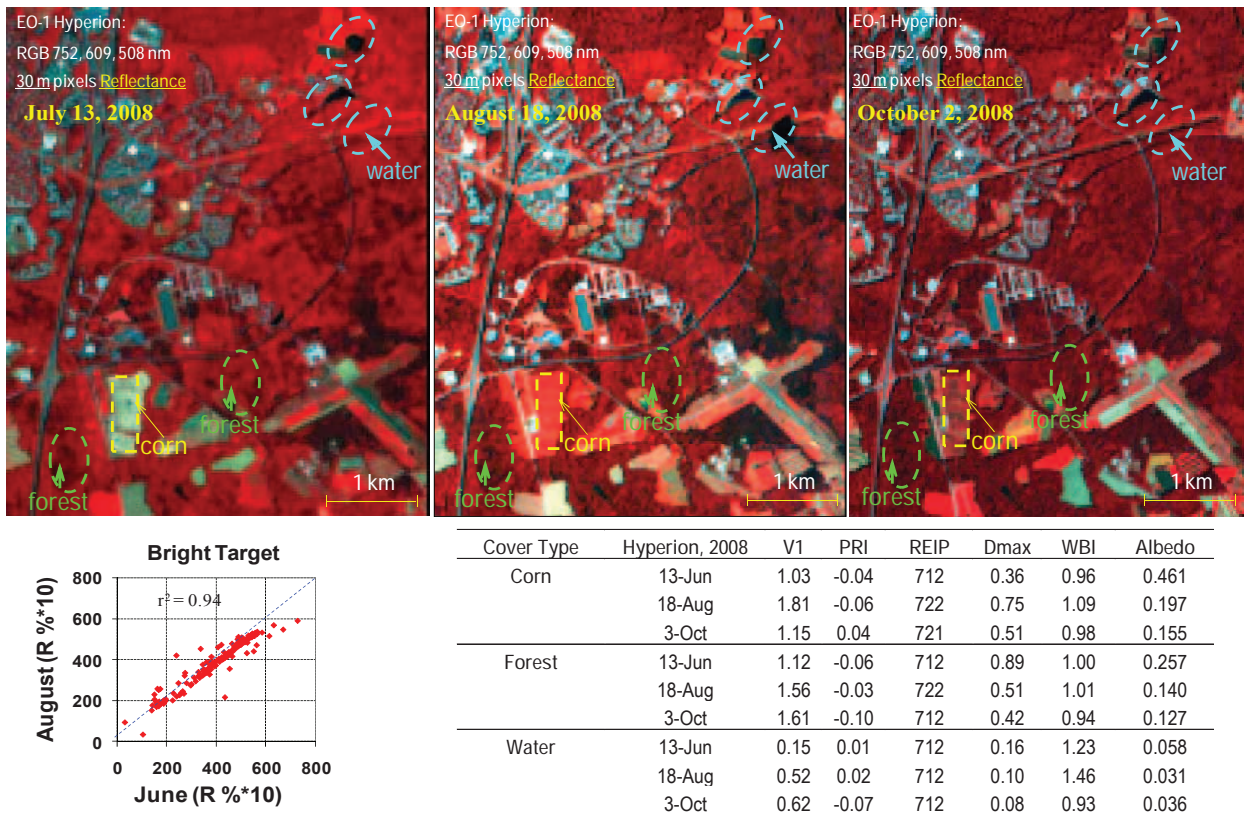 EO-1 Hyperion:
RGB 752, 609, 508 nm
30 m pixels Reflectance
July 13, 2008
water
forest
corn
forest
1 km
EO-1 Hyperion:
RGB 752, 609, 508 nm
30 m pixels Reflectance
August 18, 2008
water
forest
corn
forest
1 km
EO-1 Hyperion:
RGB 752, 609, 508 nm
30 m pixels Reflectance
October 2, 2008
water
forest
corn
forest
1 km
Bright Target
r² = 0.94
800
600
400
200
0
0 200 400 600 800
August (R %*10)
June (R %*10)
Cover Type Hyperion, 2008 V1 PRI REIP Dmax WBI Albedo
Corn 13-Jun 1.03 -0.04 712 0.36 0.96 0.461
18-Aug 1.81 -0.06 722 0.75 1.09 0.197
3-Oct 1.15 0.04 721 0.51 0.98 0.155
Forest 13-Jun 1.12 -0.06 712 0.89 1.00 0.257
18-Aug 1.56 -0.03 722 0.51 1.01 0.140
3-Oct 1.61 -0.10 712 0.42 0.94 0.127
Water 13-Jun 0.15 0.01 712 0.16 1.23 0.058
18-Aug 0.52 0.02 712 0.10 1.46 0.031
3-Oct 0.62 -0.07 712 0.08 0.93 0.036